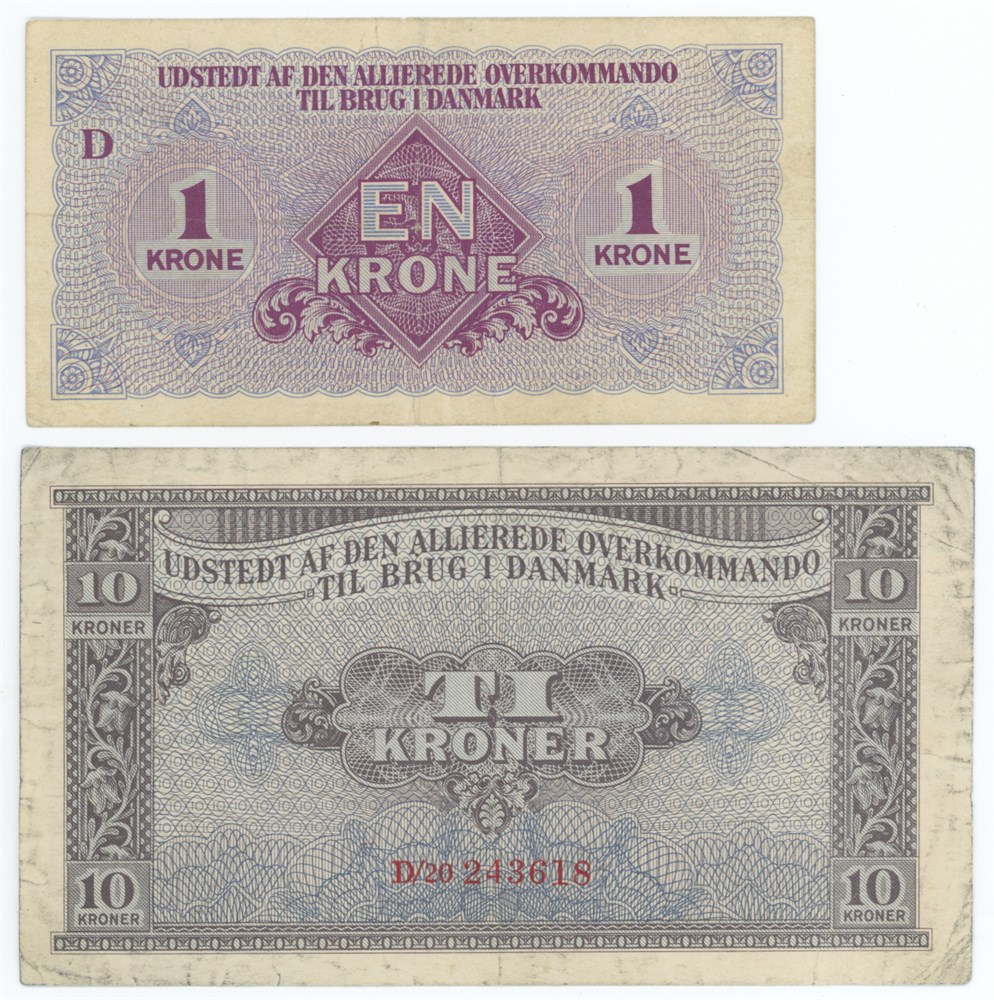 UDSTEDT AF DEN ALLIEREDE OVERKOMMANDO
TIL BRUG I DANMARK
D
1
KRONE
EN
KRONE
1
KRONE
UDSTEDT AF DEN ALLIEREDE OVERKOMMANDO
TIL BRUG I DANMARK
10
KRONER
10
KRONER
TI
KRONER
D/20 243618
10
KRONER
10
KRONER